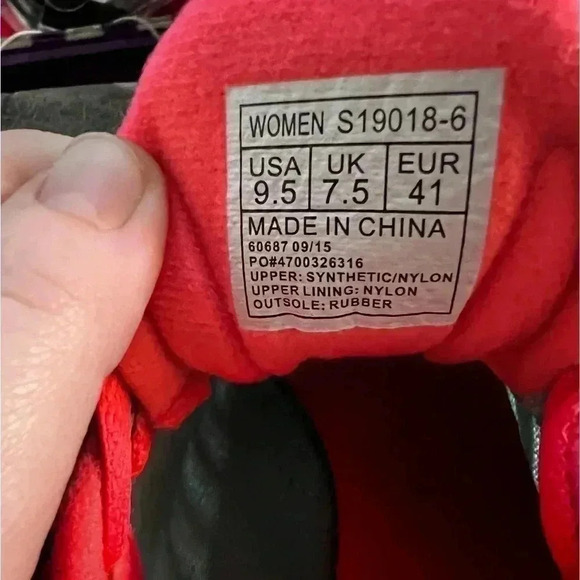 WOMEN S19018-6
USA UK EUR
9.5 7.5 41
MADE IN CHINA
60687 09/15
PO#4700326316
UPPER: SYNTHETIC/NYLON
UPPER LINING: NYLON
OUTSOLE: RUBBER